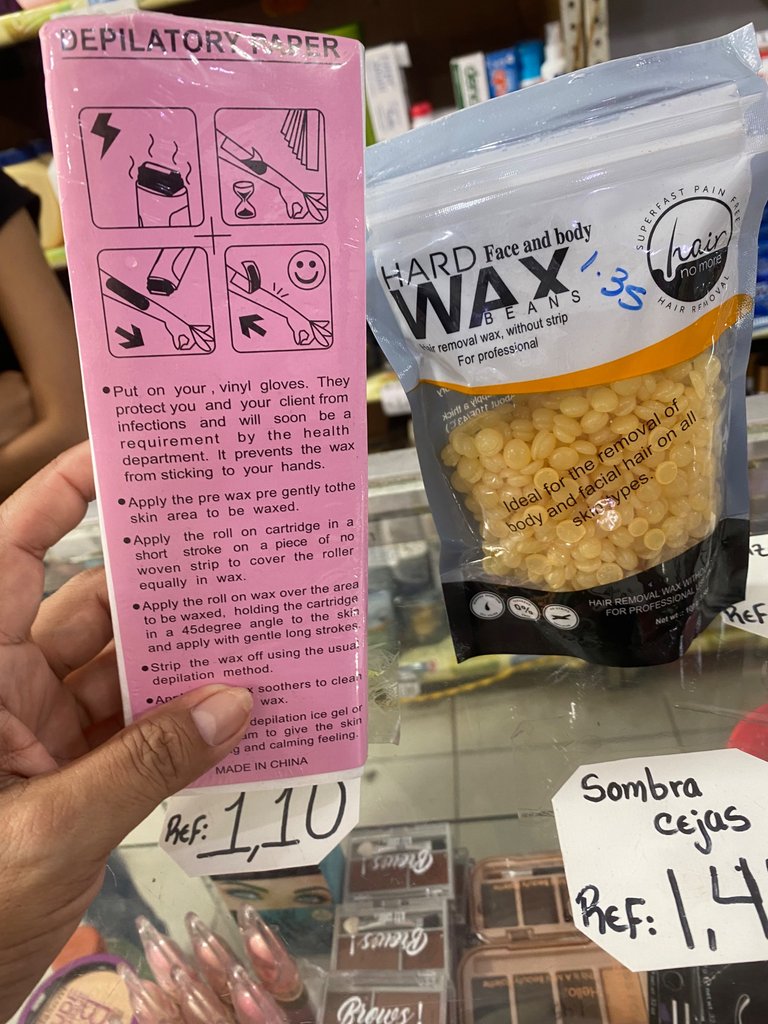 DEPILATORY PAPER
•Put on your , vinyl gloves. They
protect you and your client from
infections and will soon be a
requirement by the health
department. It prevents the wax
from sticking to your hands.
•Apply the pre wax pre gently tothe
skin area to be waxed.
•Apply the roll on cartridge in a
short stroke on a piece of no
woven strip to cover the roller
equally in wax.
•Apply the roll on wax over the area
to be waxed, holding the cartridge
in a 45degree angle to the skin
and apply with gentle long strokes.
•Strip the wax off using the usual
depilation method.
soothers to clean
wax.
depilation ice gel or
to give the skin
and calming feeling.
MADE IN CHINA
REF: 1,10
HARD Face and body
WAX
BEANS
1.35
Hair removal wax, without strip
For professional
SUPERFAST PAIN FREE
hair
no more
HAIR REMOVAL
Ideal for the removal of
body and facial hair on all
skin types.
0%
HAIR REMOVAL WAX
FOR PROFESSIONAL
Net wt
REF
Sombra
cejas
REF: 1,4
Brows!
Brows!
Brows!